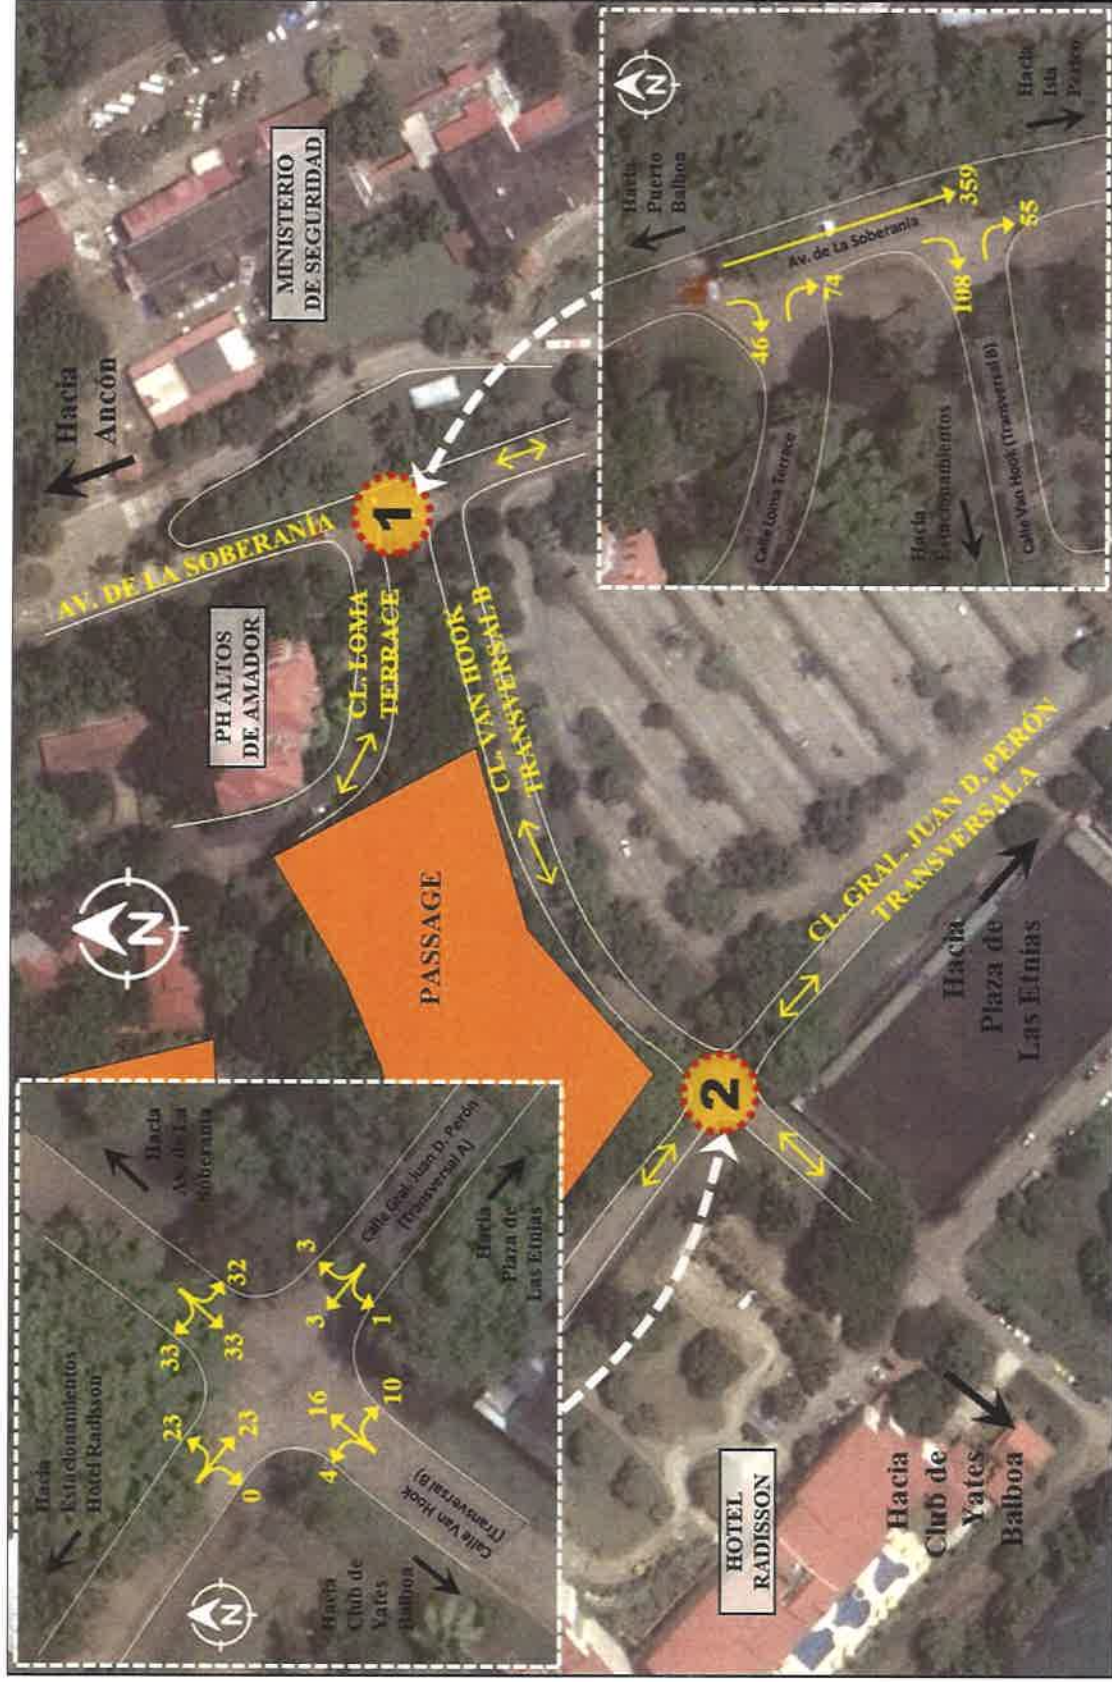 Hacia
Ancón
AV. DE LA SOBERANÍA
MINISTERIO
DE SEGURIDAD
PH ALTOS
DE AMADOR
CL. LOMA
TERRACE
1
CL. VAN HOOK
TRANSVERSAL B
N
PASSAGE
2
CL. GRAL. JUAN D. PERÓN
TRANSVERSAL A
Hacia
Plaza de
Las Etnias
HOTEL
RADISSON
Hacia
Club de
Yates
Balboa
Hacia
Estacionamientos
Hotel Radisson
Hacia
Av. de La
Soberanía
23
23
0
33
33
32
3
3
1
4
16
10
Calle Gral. Juan D. Perón
(Transversal A)
Hacia
Plaza de
Las Etnias
N
Hacia
Club de
Yates
Balboa
Calle Van Hook
(Transversal B)
N
Hacia
Puerto
Balboa
46
74
Av. de La Soberanía
359
108
55
Calle Loma Terrace
Hacia
Estacionamientos
Calle Van Hook (Transversal B)
Hacia
Isla
Perico